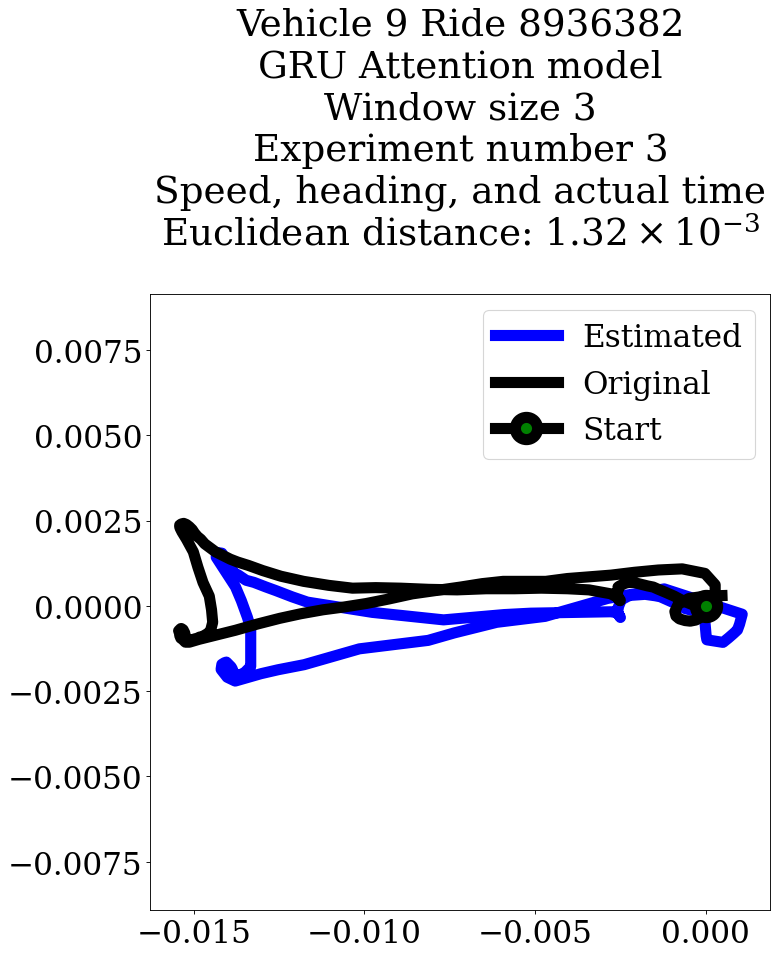 Vehicle 9 Ride 8936382
GRU Attention model
Window size 3
Experiment number 3
Speed, heading, and actual time
Euclidean distance: 1.32 × 10⁻³
Estimated
Original
Start
0.0075
0.0050
0.0025
0.0000
−0.0025
−0.0050
−0.0075
−0.015
−0.010
−0.005
0.000